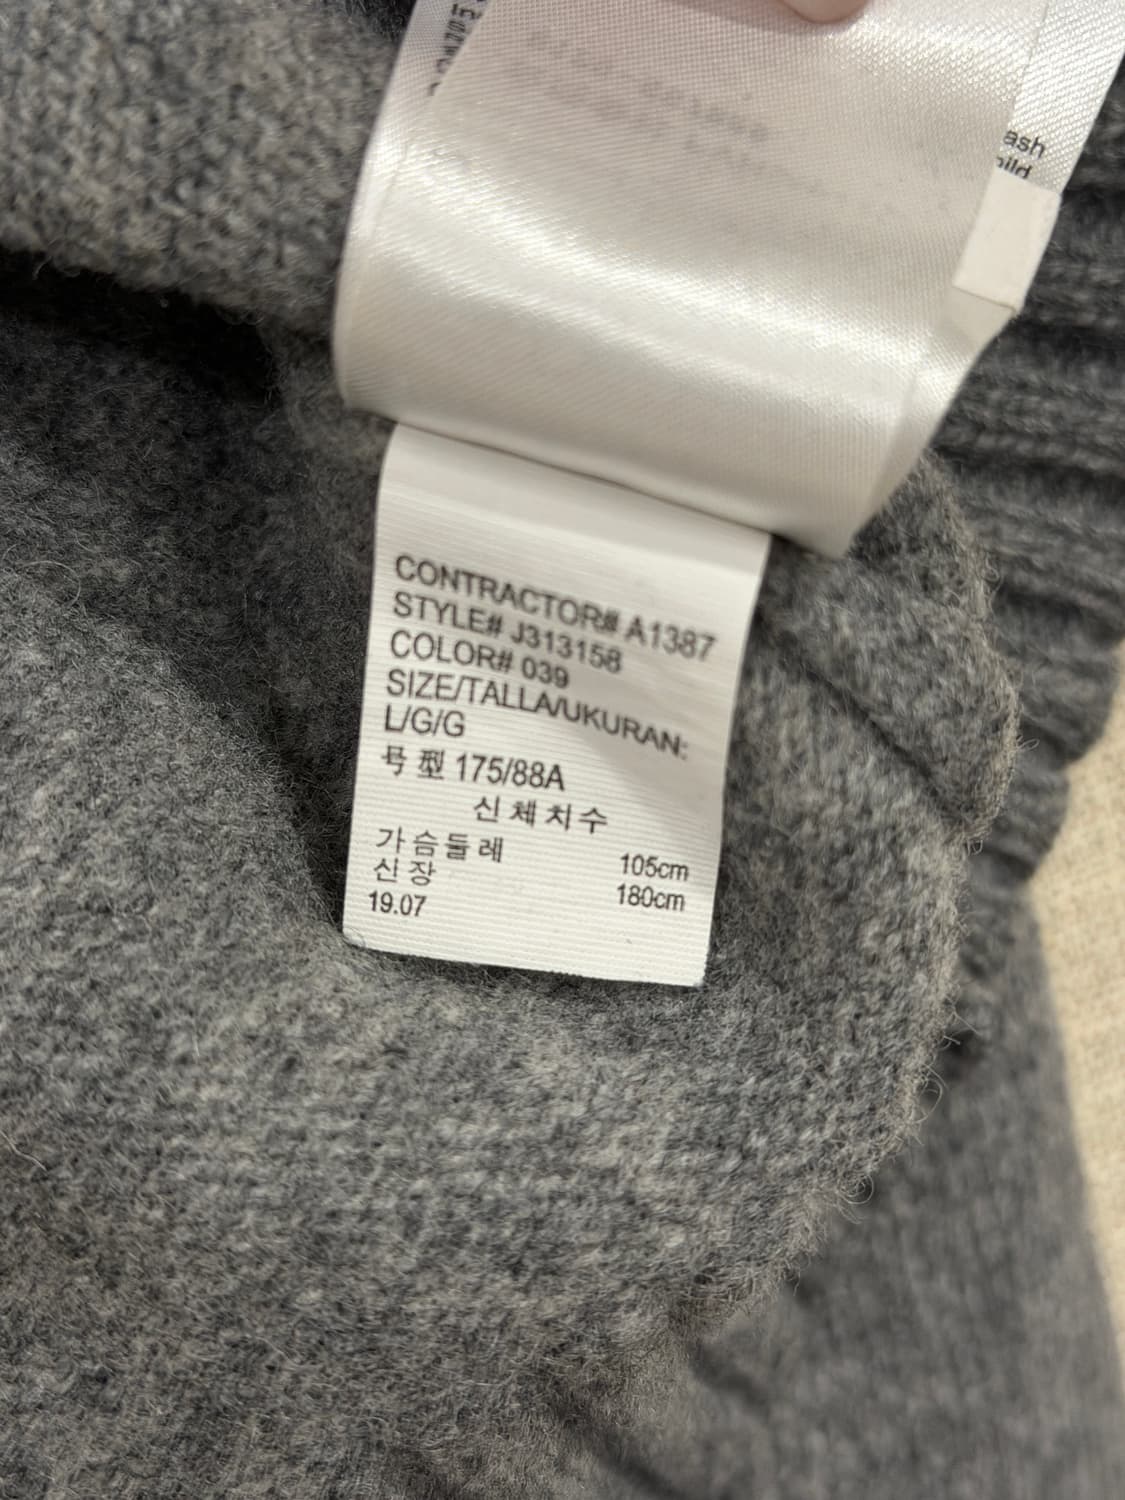 ash
CONTRACTOR# A1387
STYLE# J313158
COLOR# 039
SIZE/TALLA/UKURAN:
L/G/G
号型 175/88A
신체치수
가슴둘레 105cm
신장 180cm
19.07